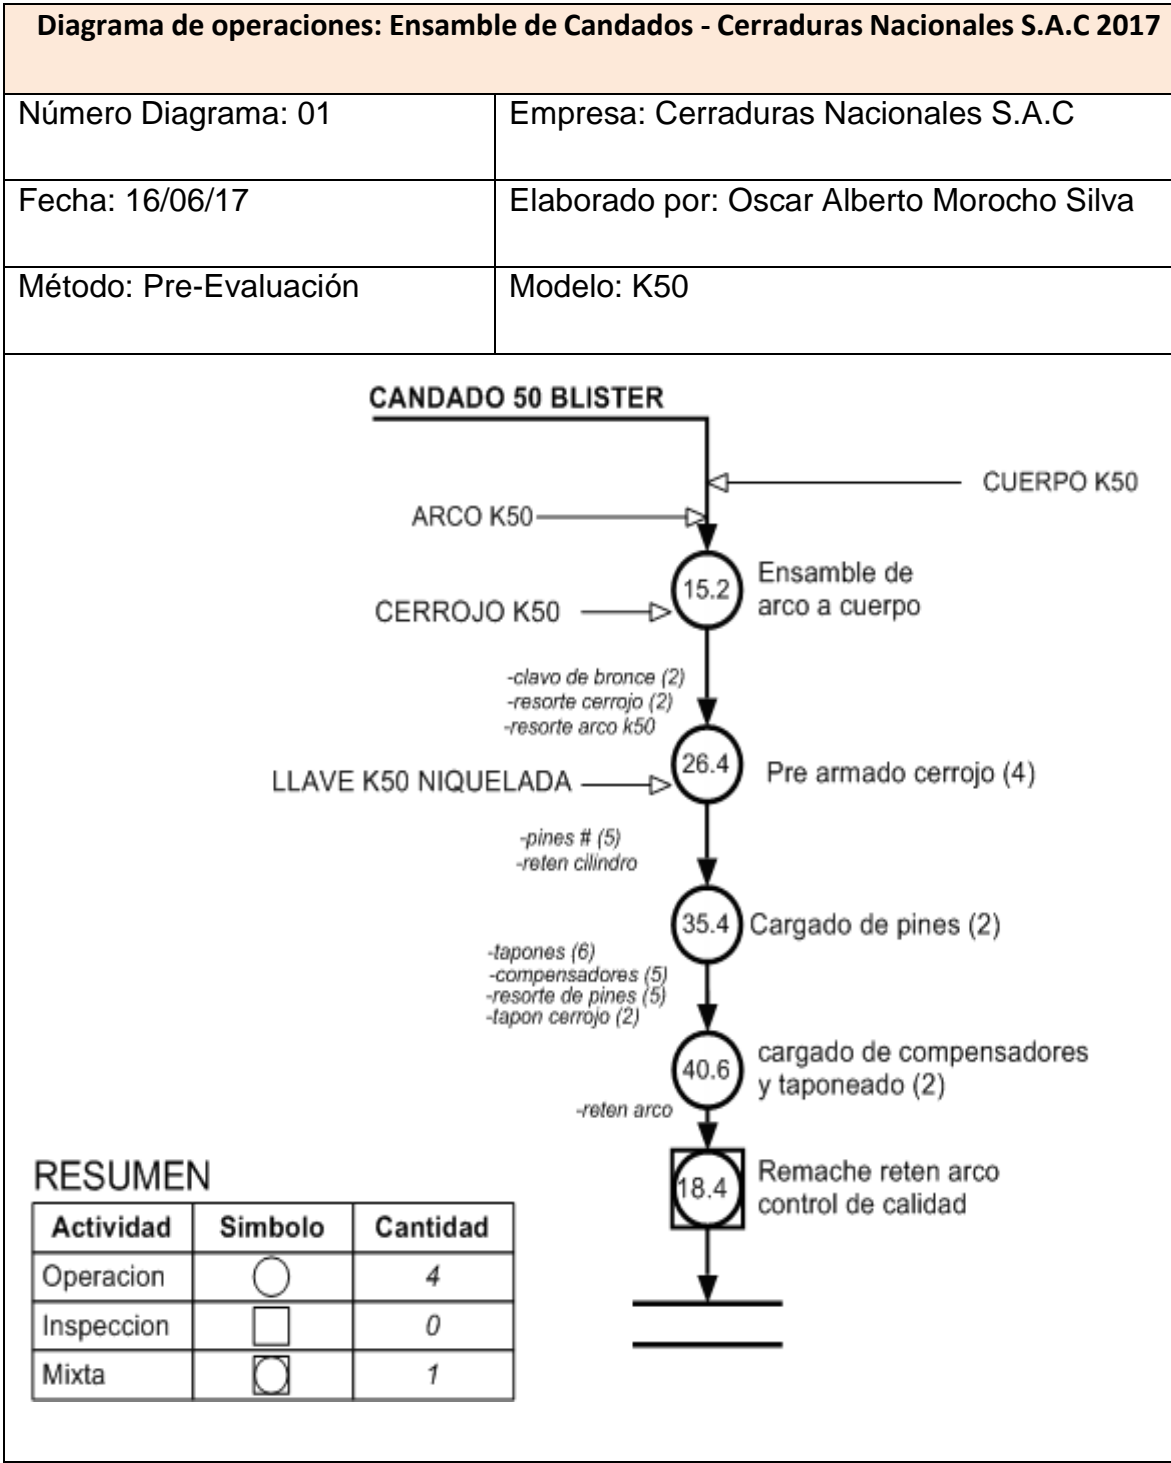 Diagrama de operaciones: Ensamble de Candados - Cerraduras Nacionales S.A.C 2017
Número Diagrama: 01
Empresa: Cerraduras Nacionales S.A.C
Fecha: 16/06/17
Elaborado por: Oscar Alberto Morocho Silva
Método: Pre-Evaluación
Modelo: K50
CANDADO 50 BLISTER
CUERPO K50
ARCO K50
15.2
Ensamble de
arco a cuerpo
CERROJO K50
-clavo de bronce (2)
-resorte cerrojo (2)
-resorte arco k50
26.4
Pre armado cerrojo (4)
LLAVE K50 NIQUELADA
-pines # (5)
-reten cilindro
35.4
Cargado de pines (2)
-tapones (6)
-compensadores (5)
-resorte de pines (5)
-tapon cerrojo (2)
40.6
cargado de compensadores
y taponeado (2)
-reten arco
18.4
Remache reten arco
control de calidad
RESUMEN
Actividad Simbolo Cantidad
Operacion 4
Inspeccion 0
Mixta 1